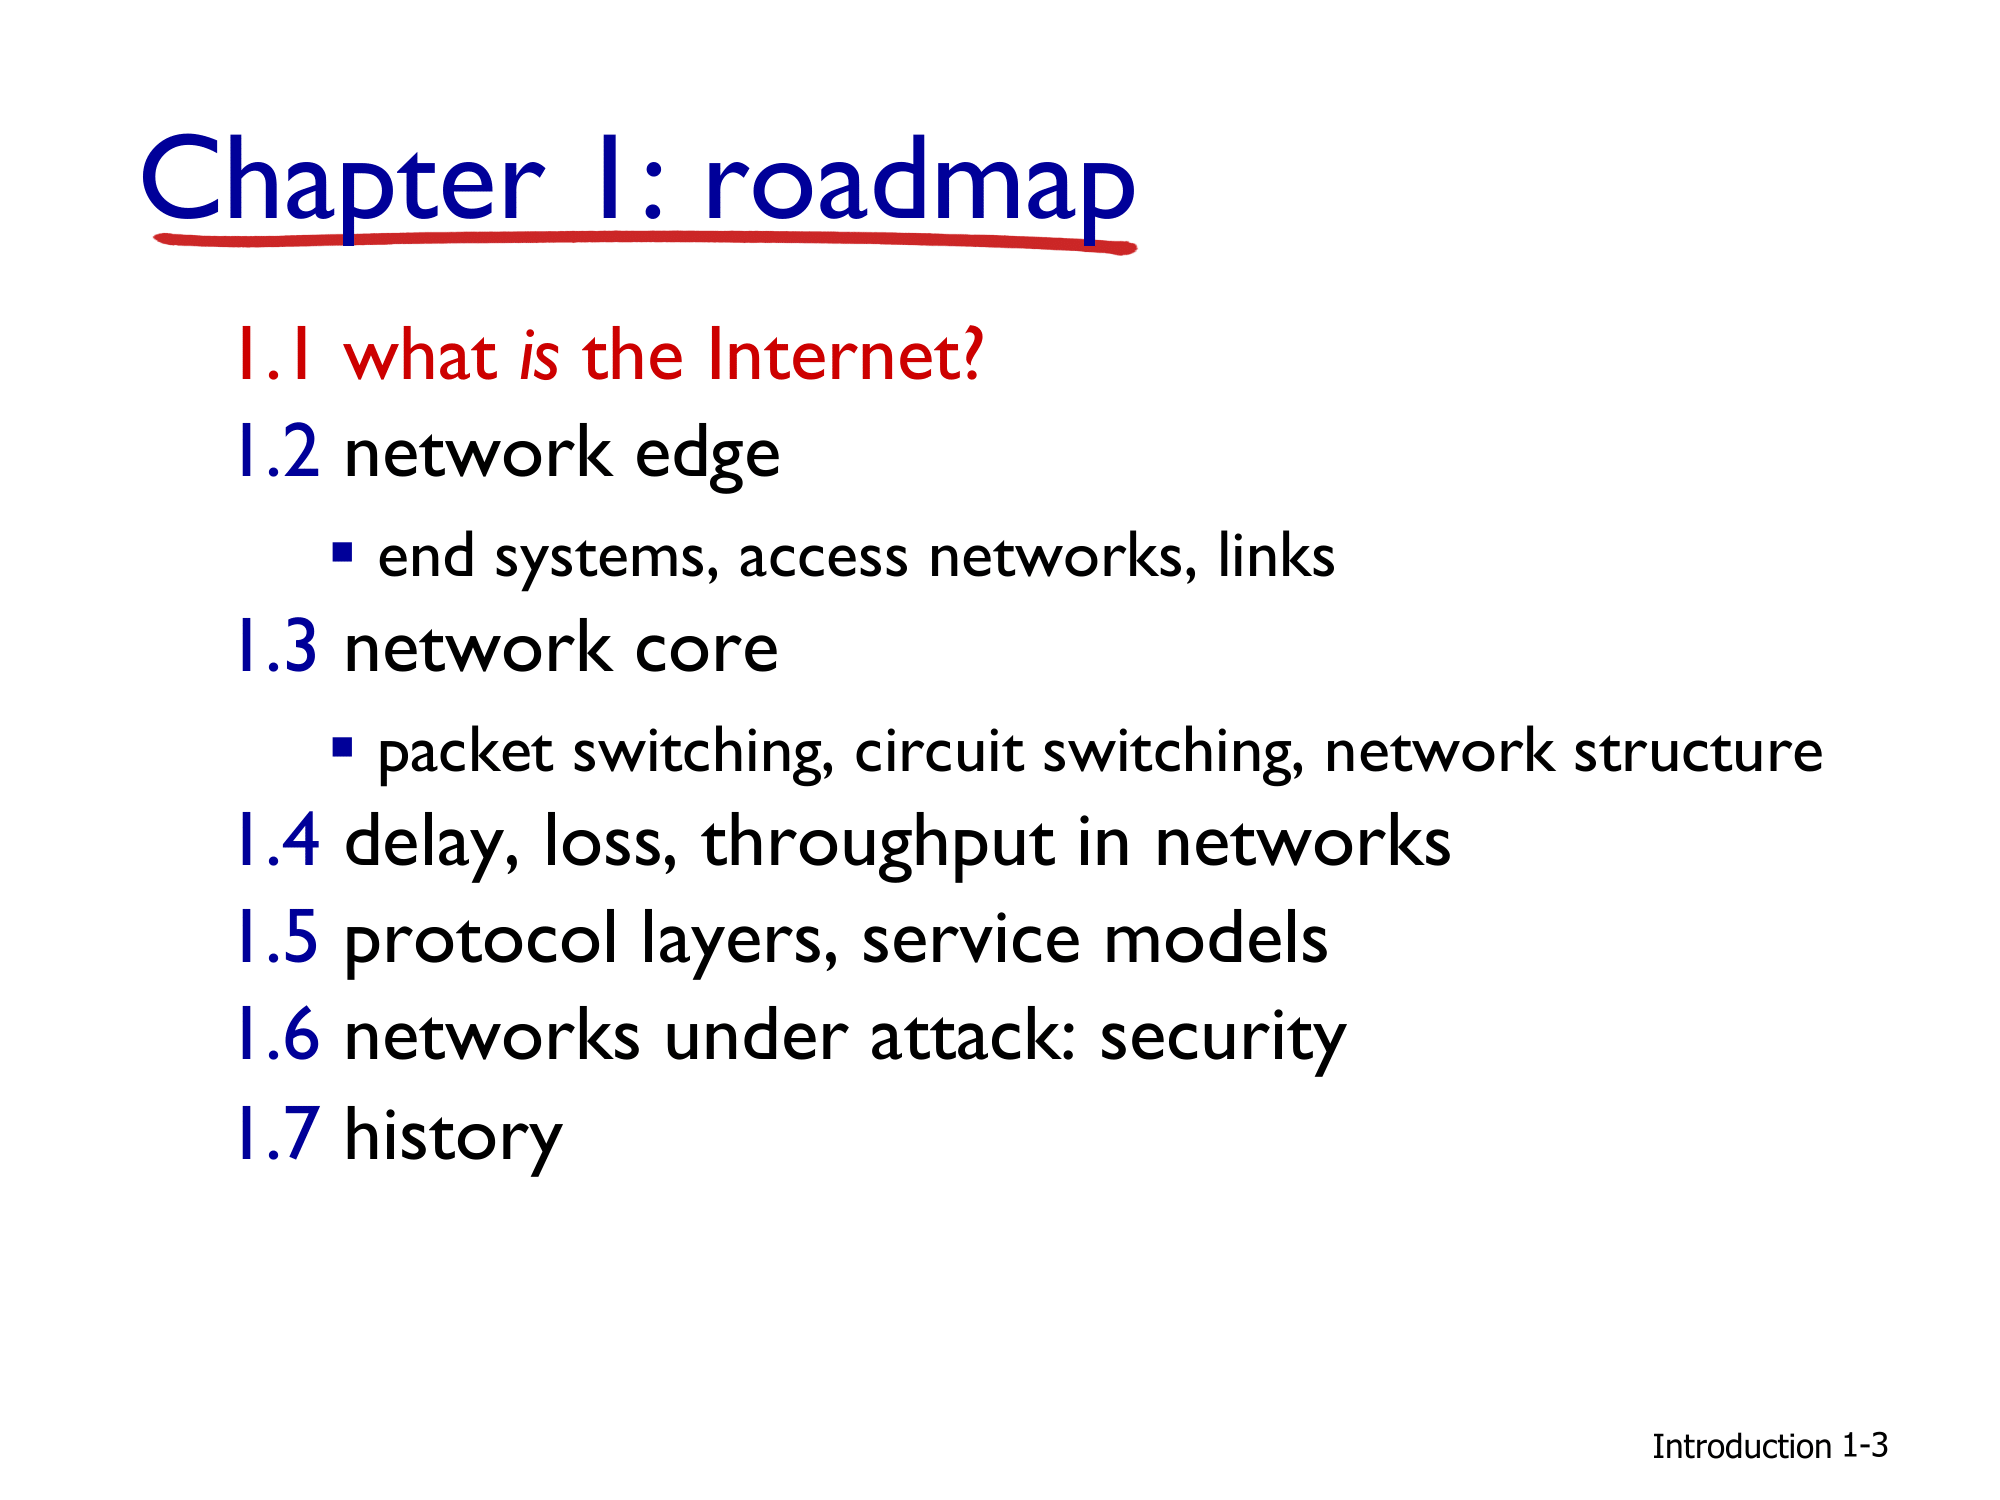 Chapter 1: roadmap
1.1 what is the Internet?
1.2 network edge
▪ end systems, access networks, links
1.3 network core
▪ packet switching, circuit switching, network structure
1.4 delay, loss, throughput in networks
1.5 protocol layers, service models
1.6 networks under attack: security
1.7 history
Introduction 1-3